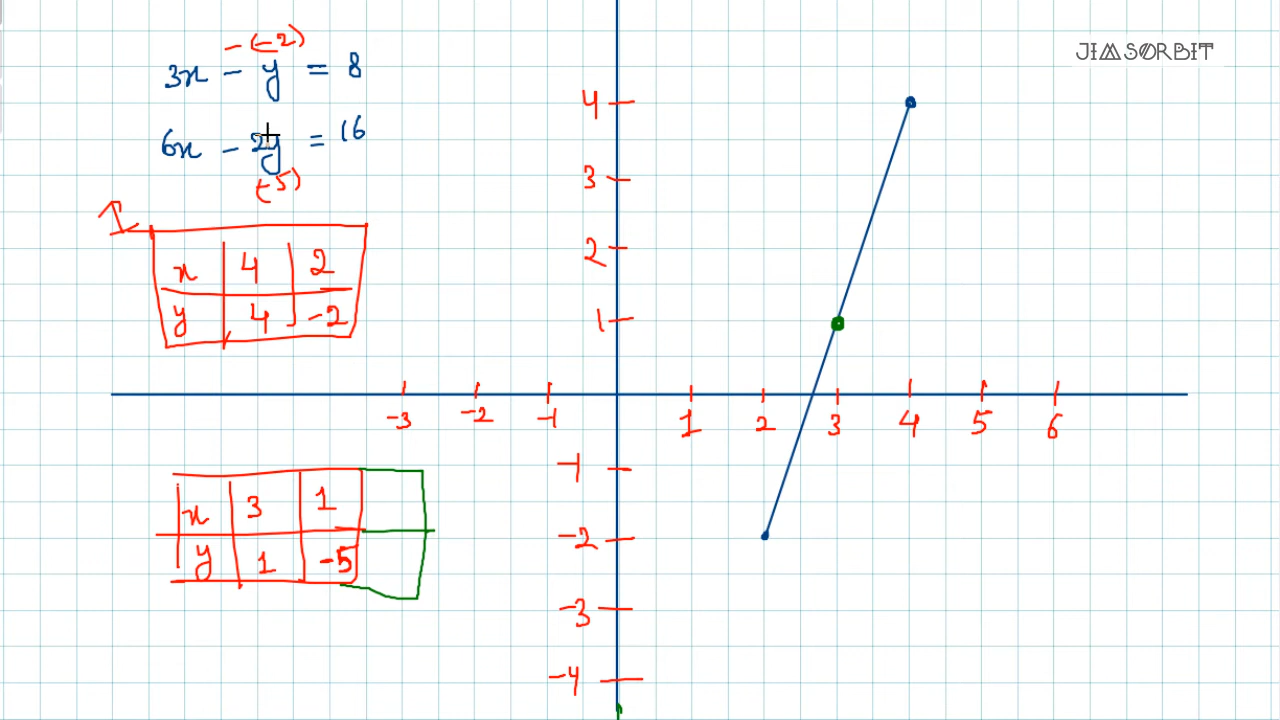 JIMSORBIT
-(-2)
3x - y = 8
6x - 2y = 16
(-5)
x 4 2
y 4 -2
x 3 1
y 1 -5
4
3
2
1
-3 -2 -1 1 2 3 4 5 6
-1
-2
-3
-4